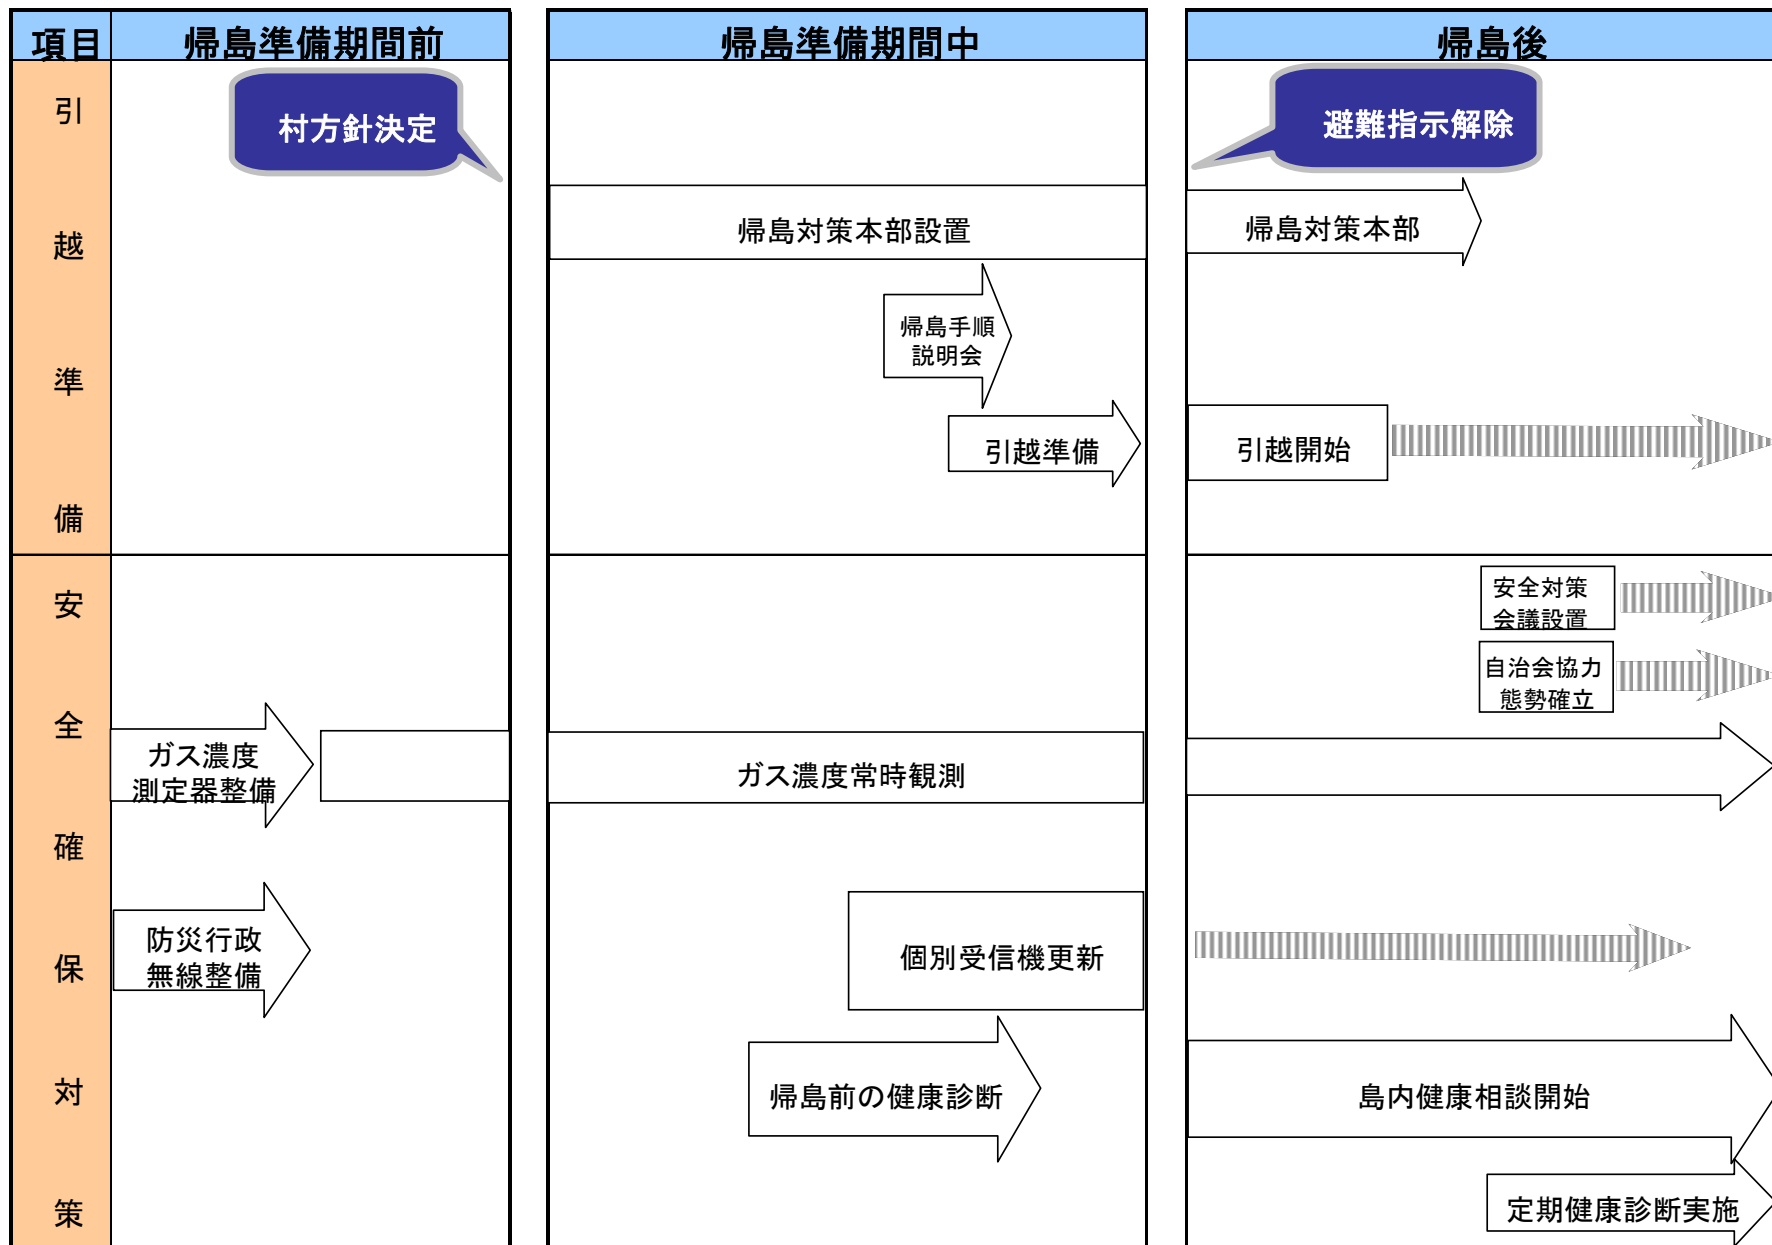 項目
帰島準備期間前
帰島準備期間中
帰島後
引越準備
村方針決定
避難指示解除
帰島対策本部設置
帰島対策本部
帰島手順
説明会
引越準備
引越開始
安全確保対策
安全対策
会議設置
自治会協力
態勢確立
ガス濃度
測定器整備
ガス濃度常時観測
防災行政
無線整備
個別受信機更新
帰島前の健康診断
島内健康相談開始
定期健康診断実施